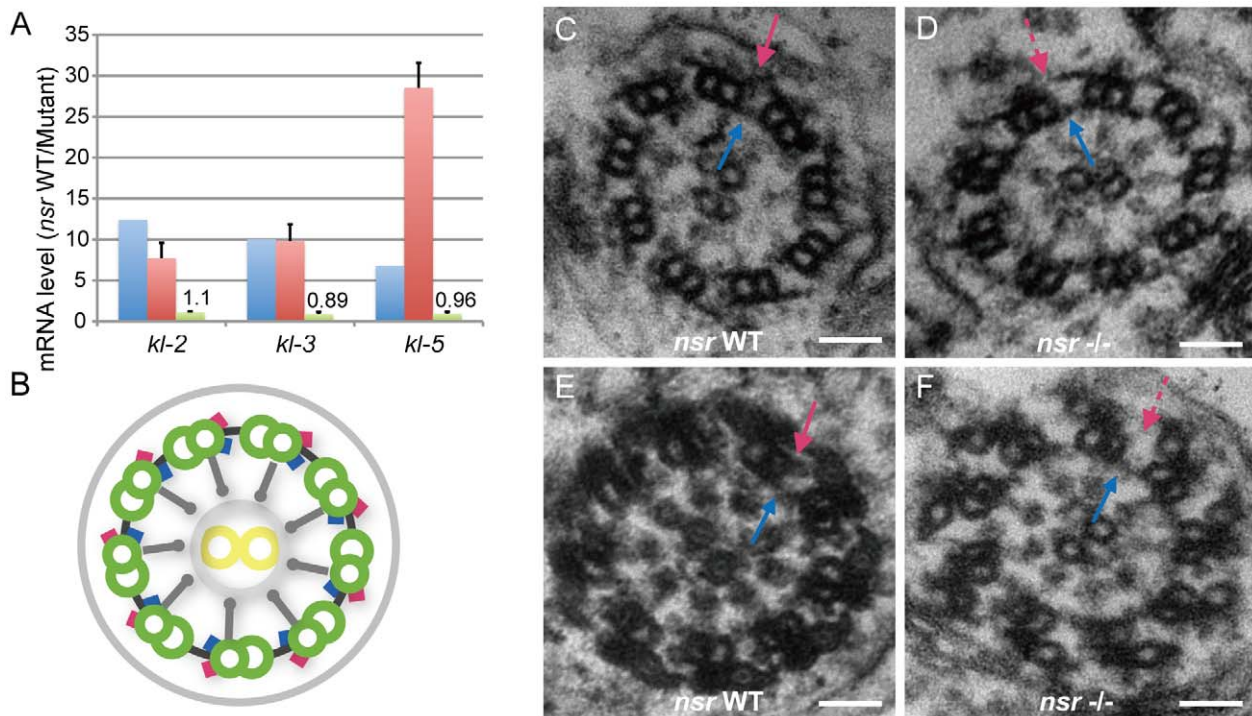 A
mRNA level (nsr WT/Mutant)
35
30
25
20
15
10
5
0
1.1
0.89
0.96
kl-2
kl-3
kl-5
B
C
nsr WT
D
nsr -/-
E
nsr WT
F
nsr -/-